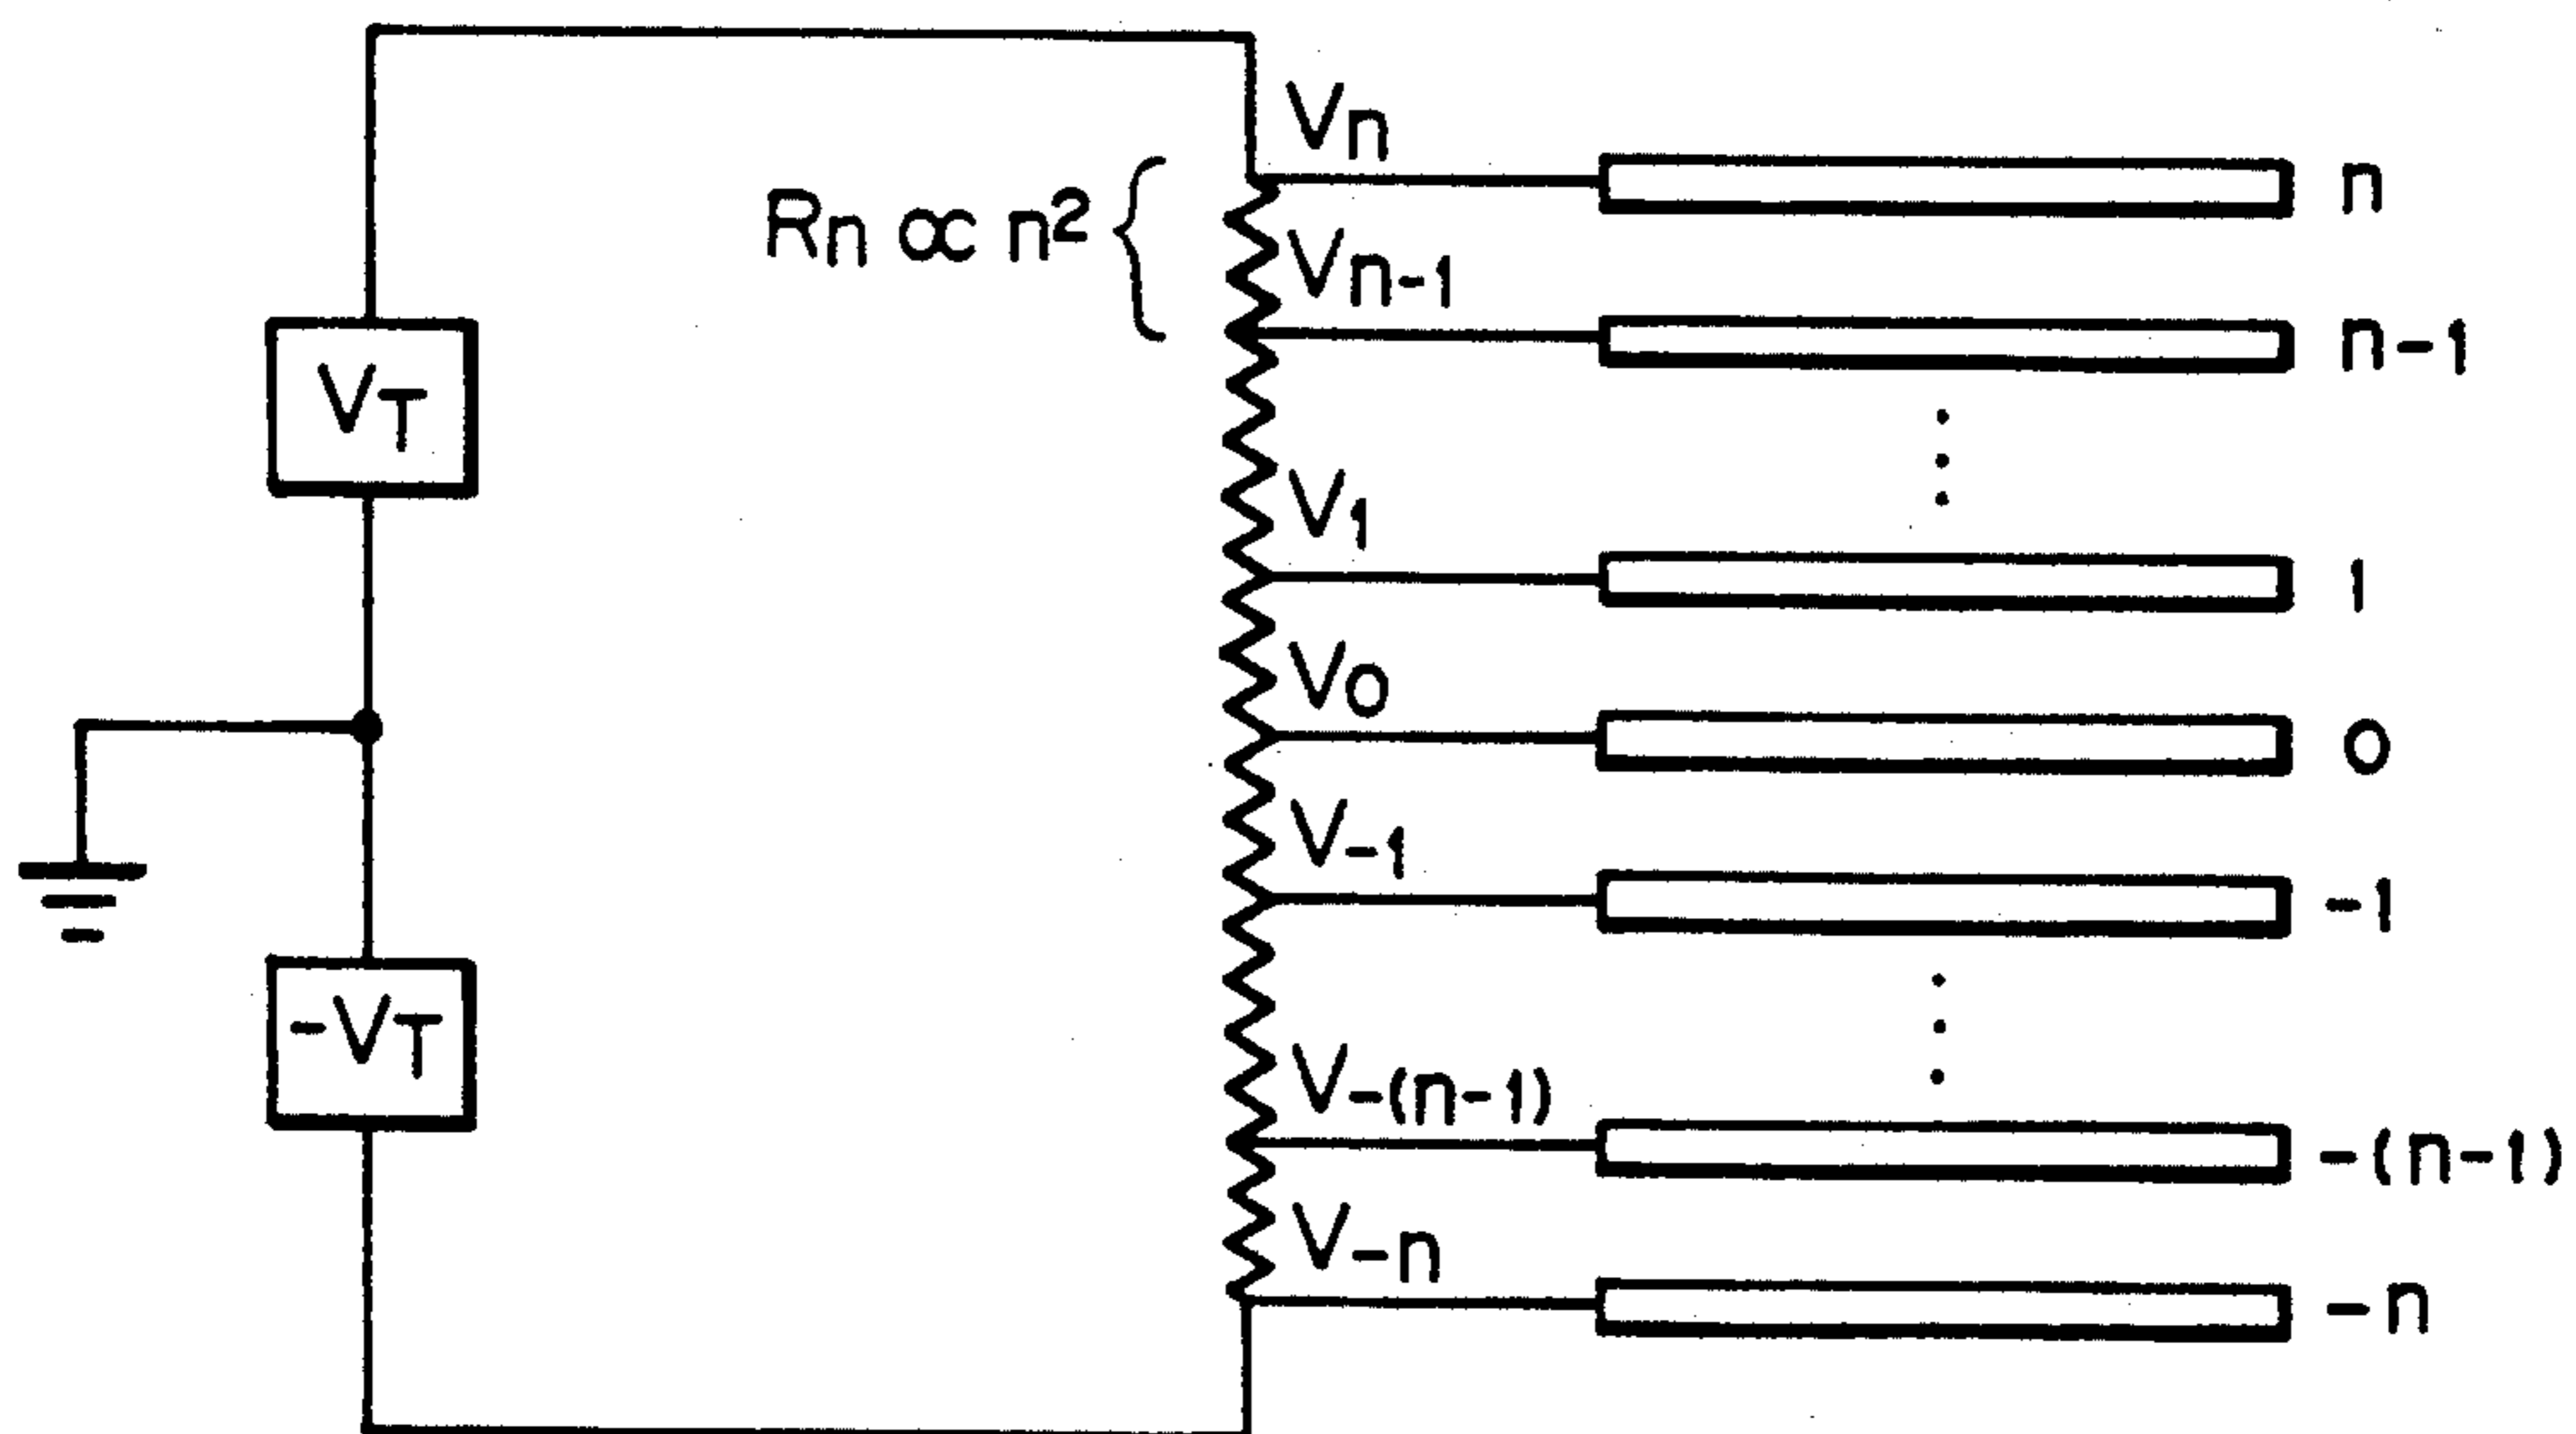 Vn
n
Rn ∝ n²
Vn-1
n-1
VT
V1
1
V0
0
V-1
-1
-VT
V-(n-1)
-(n-1)
V-n
-n